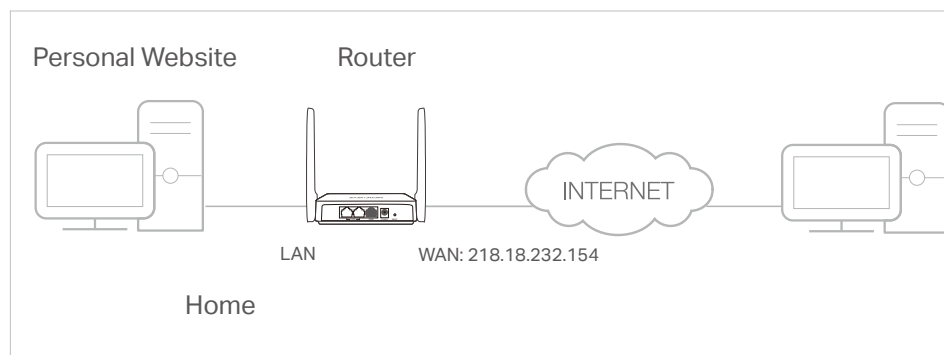 Personal Website
Router
INTERNET
LAN
WAN: 218.18.232.154
Home